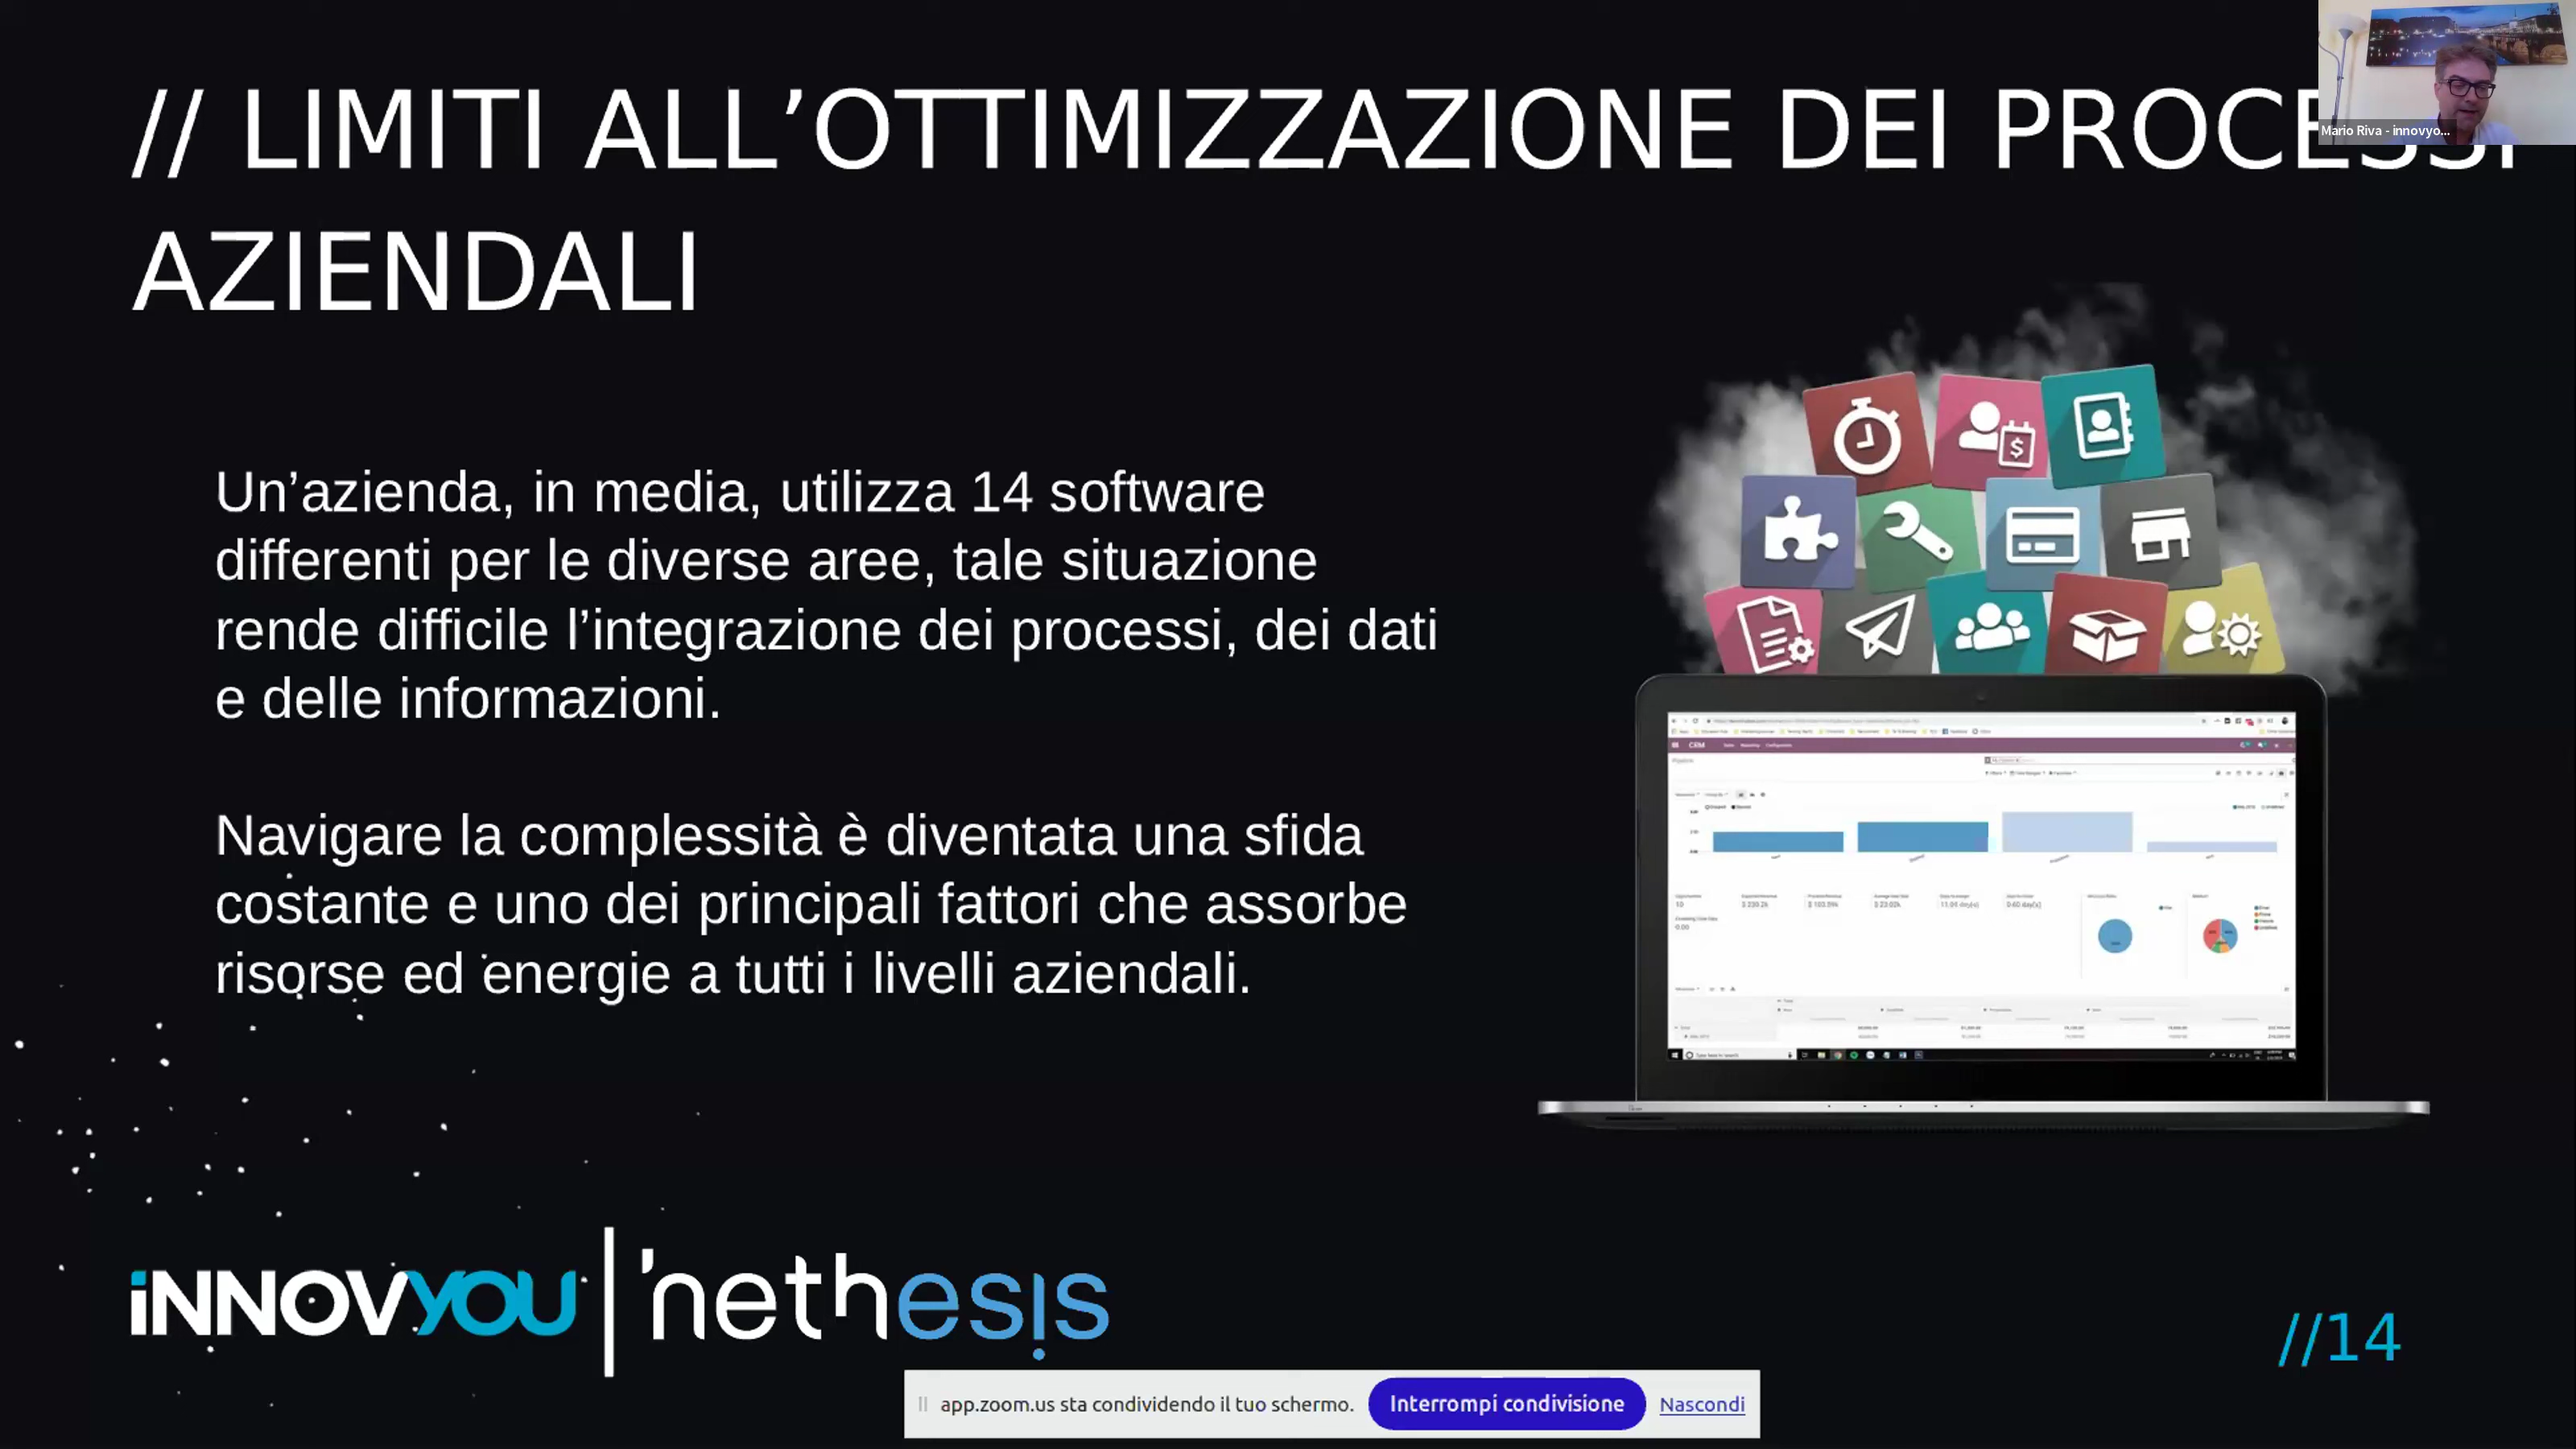 // LIMITI ALL’OTTIMIZZAZIONE DEI PROCESSI
AZIENDALI
Mario Riva - innovyo...
Un’azienda, in media, utilizza 14 software
differenti per le diverse aree, tale situazione
rende difficile l’integrazione dei processi, dei dati
e delle informazioni.
Navigare la complessità è diventata una sfida
costante e uno dei principali fattori che assorbe
risorse ed energie a tutti i livelli aziendali.
CRM
iNNOVYOU
'nethesis
//14
app.zoom.us sta condividendo il tuo schermo.
Interrompi condivisione
Nascondi